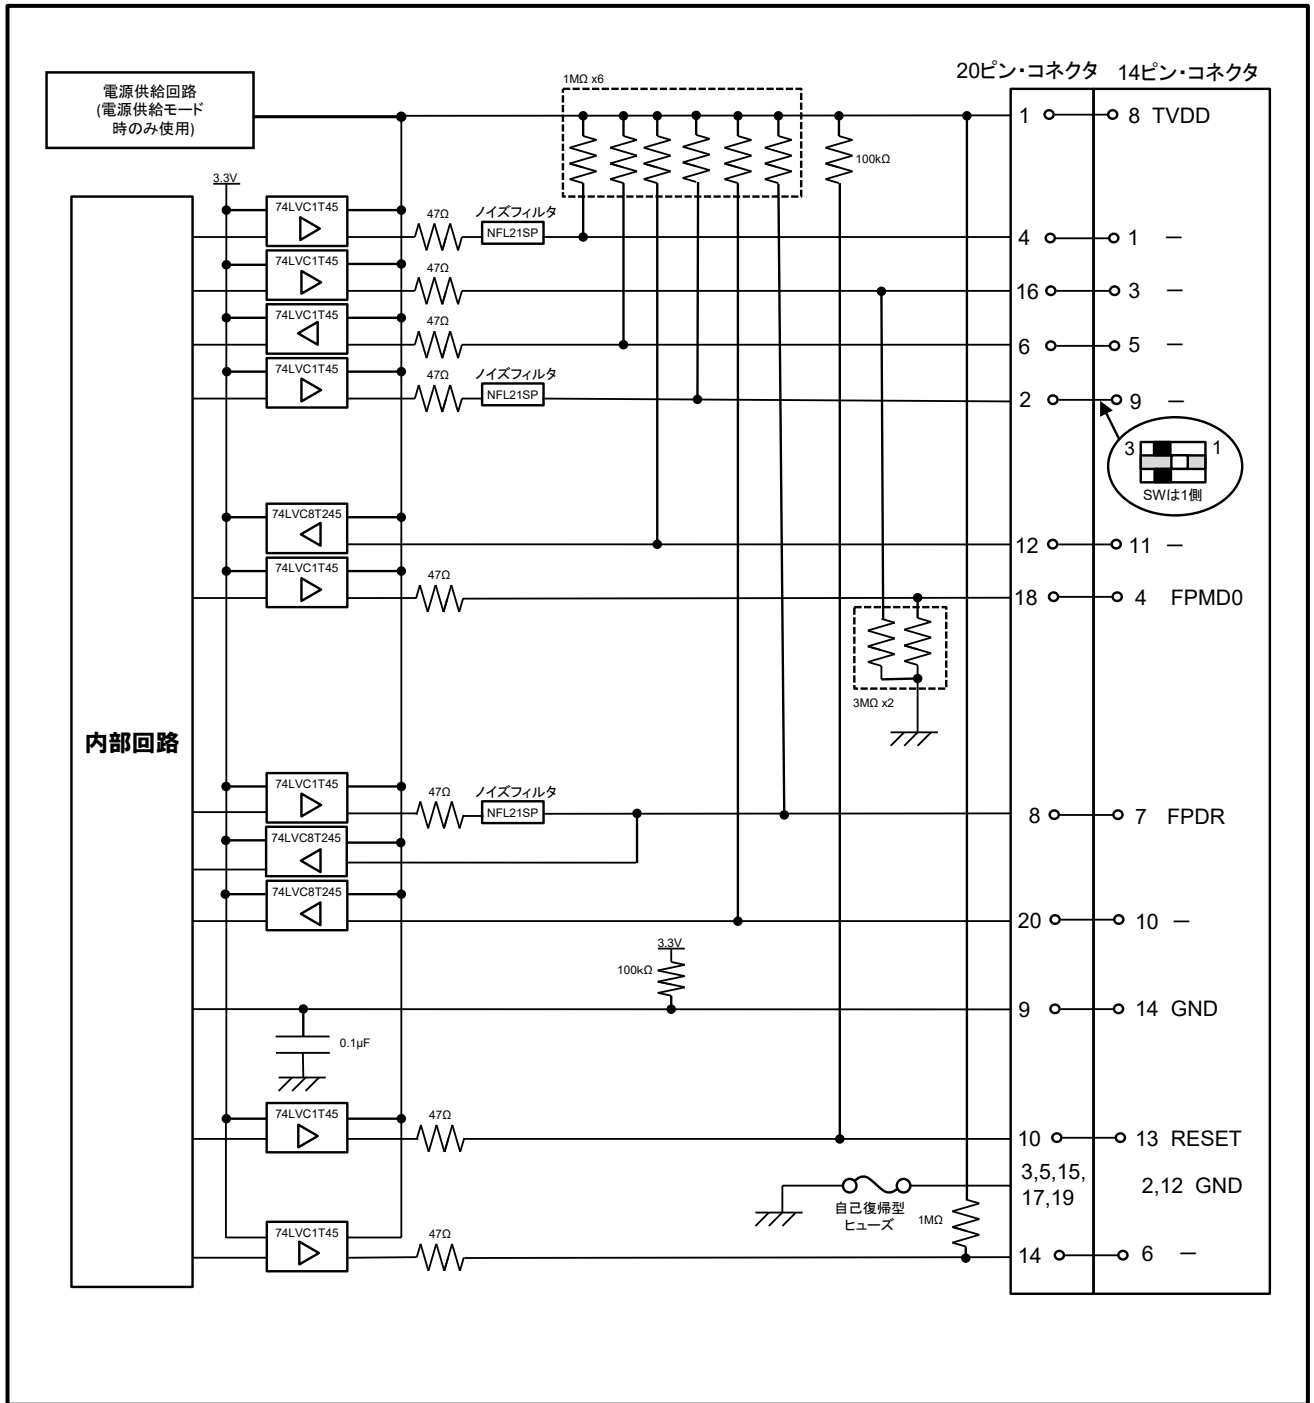 20ピン・コネクタ 14ピン・コネクタ
電源供給回路
(電源供給モード
時のみ使用)
1MΩ x6
1 8 TVDD
100kΩ
3.3V
74LVC1T45
47Ω
ノイズフィルタ
NFL21SP
4 1 －
74LVC1T45
47Ω
16 3 －
74LVC1T45
47Ω
6 5 －
74LVC1T45
47Ω
ノイズフィルタ
NFL21SP
2 9 －
3 1
SWは1側
74LVC8T245
12 11 －
74LVC1T45
47Ω
18 4 FPMD0
3MΩ x2
内部回路
74LVC1T45
47Ω
ノイズフィルタ
NFL21SP
8 7 FPDR
74LVC8T245
74LVC8T245
20 10 －
3.3V
100kΩ
9 14 GND
0.1μF
74LVC1T45
47Ω
10 13 RESET
3,5,15,
17,19
2,12 GND
自己復帰型
ヒューズ
1MΩ
74LVC1T45
47Ω
14 6 －